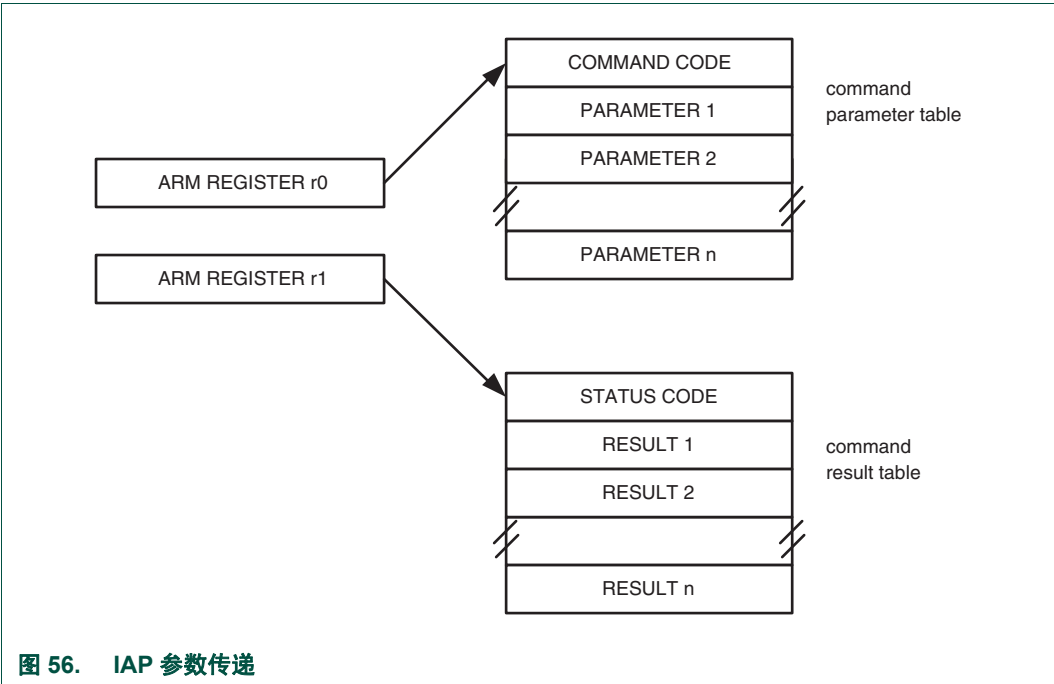 COMMAND CODE
PARAMETER 1
PARAMETER 2
PARAMETER n
command
parameter table
ARM REGISTER r0
ARM REGISTER r1
STATUS CODE
RESULT 1
RESULT 2
RESULT n
command
result table
图 56. IAP 参数传递